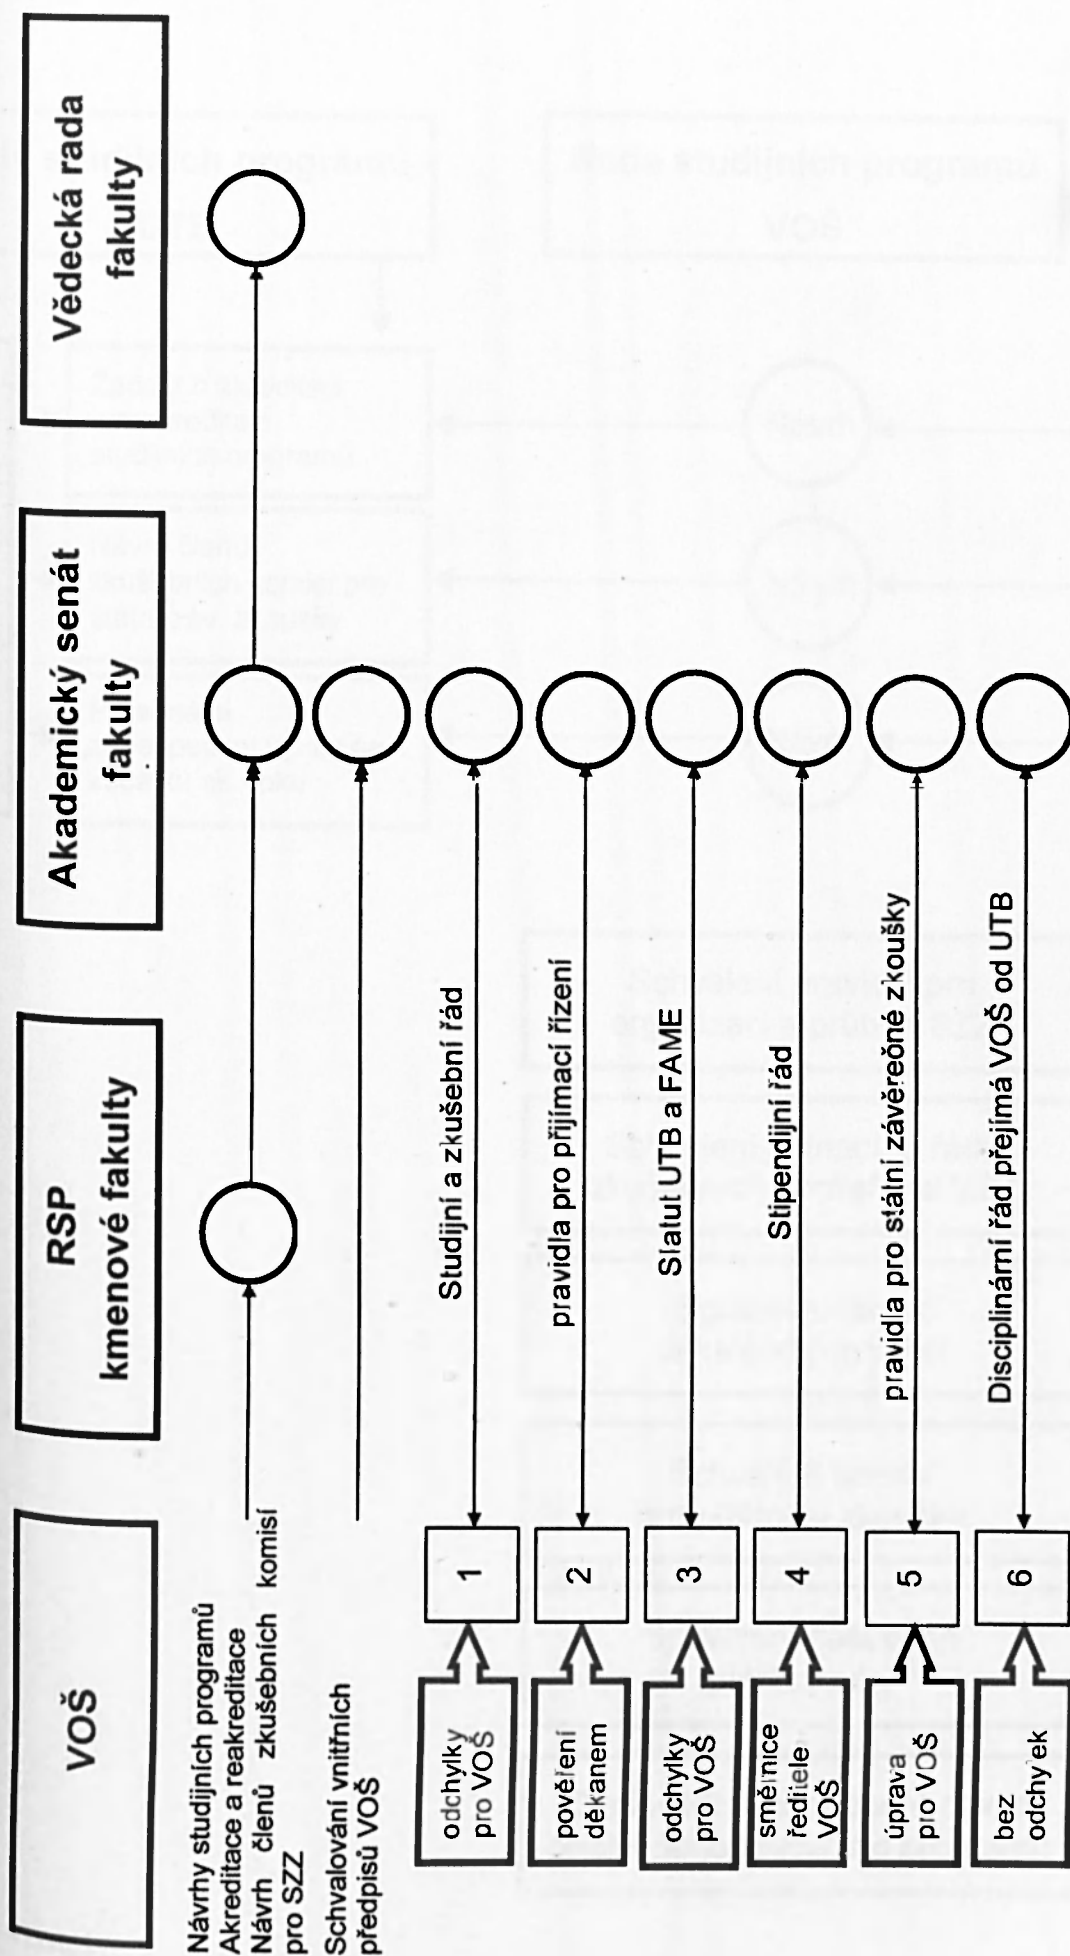 VOŠ
RSP
kmenové fakulty
Akademický senát
fakulty
Vědecká rada
fakulty
Návrhy studijních programů
Akreditace a reakreditace
Návrh členů zkušebních komisí
pro SZZ
Schvalování vnitřních
předpisů VOŠ
odchylky
pro VOŠ
1
Studijní a zkušební řád
pověření
děkanem
2
pravidla pro přijímací řízení
odchylky
pro VOŠ
3
Slatut UTB a FAME
směrnice
ředitele
VOŠ
4
Stipendijní řád
úprava
pro VOŠ
5
pravidla pro státní závěrečné zkoušky
bez
odchylek
6
Disciplinární řád přejímá VOŠ od UTB